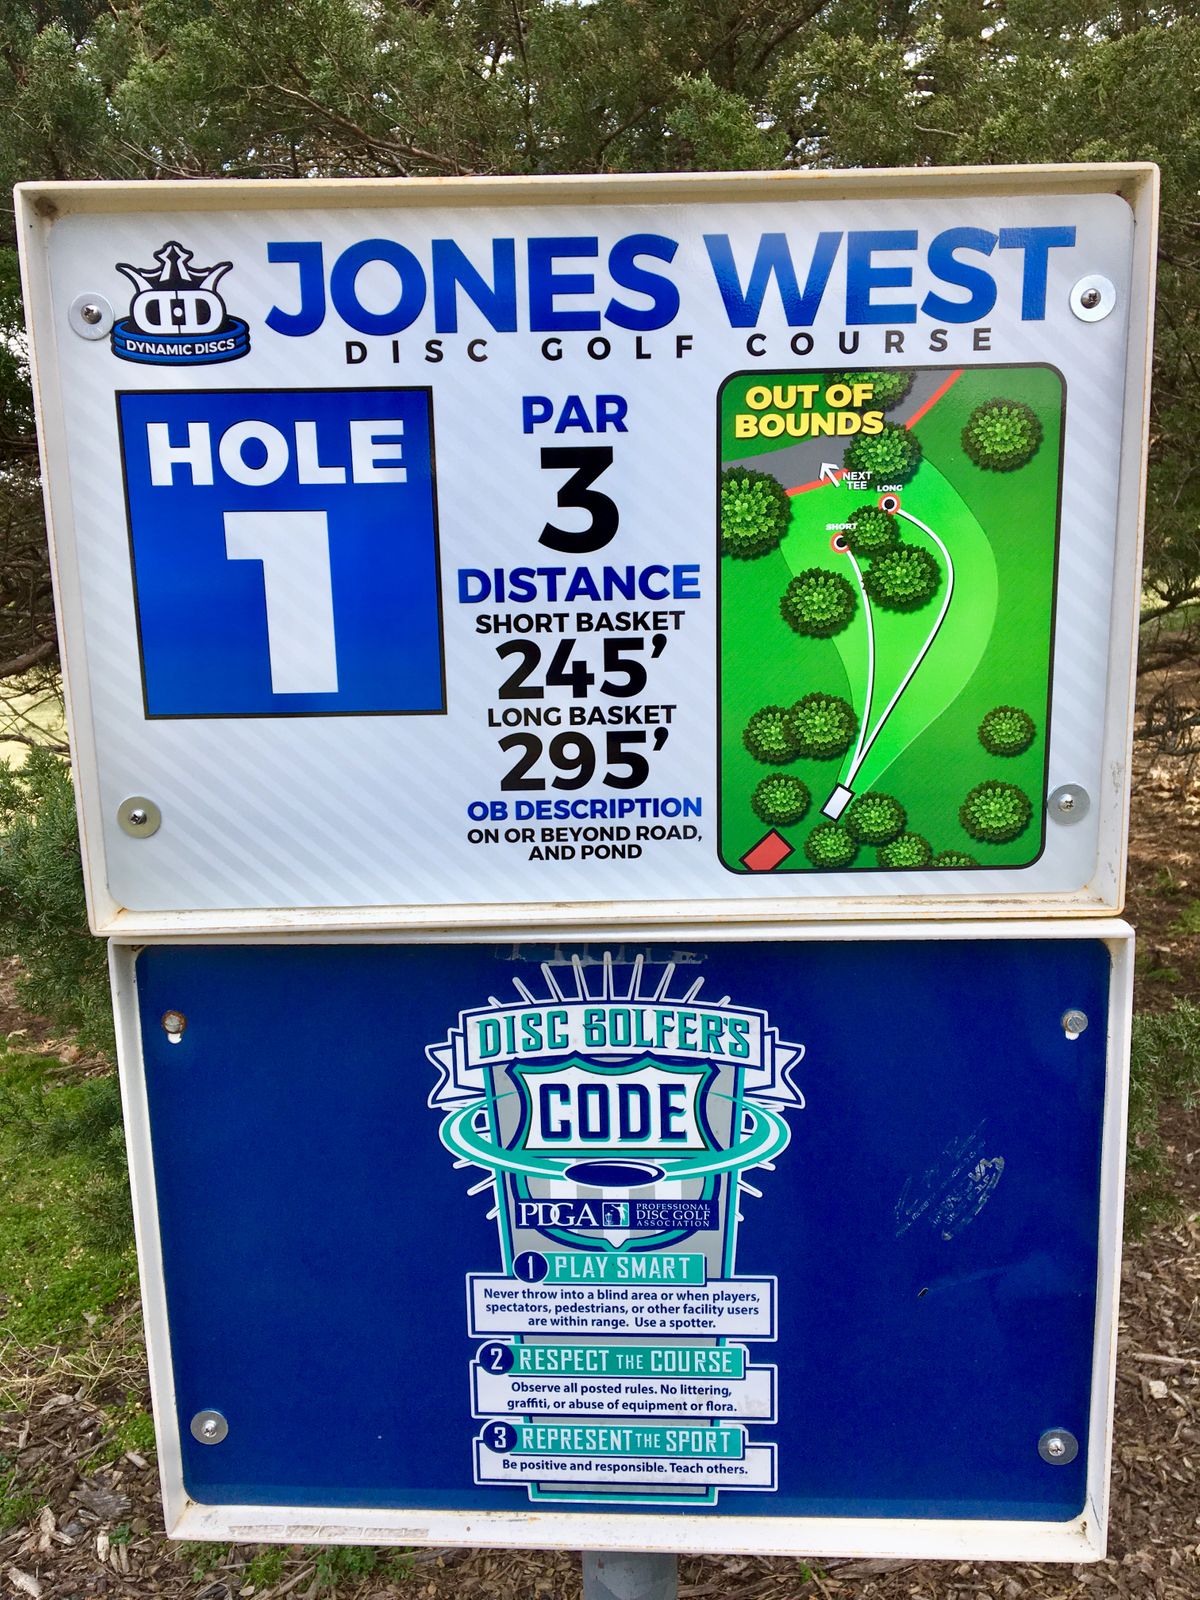 JONES WEST
DISC GOLF COURSE
DYNAMIC DISCS
HOLE
1
PAR
3
DISTANCE
SHORT BASKET
245’
LONG BASKET
295’
OB DESCRIPTION
ON OR BEYOND ROAD,
AND POND
OUT OF
BOUNDS
NEXT
TEE
LONG
SHORT
DISC GOLFER'S
CODE
PDGA
PROFESSIONAL
DISC GOLF
ASSOCIATION
1 PLAY SMART
Never throw into a blind area or when players,
spectators, pedestrians, or other facility users
are within range. Use a spotter.
2 RESPECT THE COURSE
Observe all posted rules. No littering,
graffiti, or abuse of equipment or flora.
3 REPRESENT THE SPORT
Be positive and responsible. Teach others.